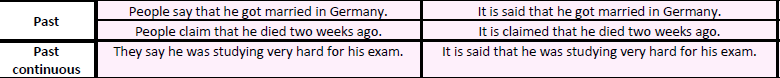 Past
People say that he got married in Germany.
It is said that he got married in Germany.
People claim that he died two weeks ago.
It is claimed that he died two weeks ago.
Past
continuous
They say he was studying very hard for his exam.
It is said that he was studying very hard for his exam.